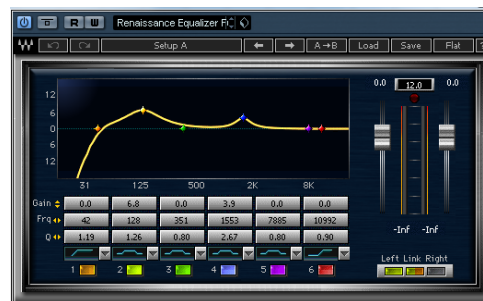 R W Renaissance Equalizer
Setup A A→B Load Save Flat ?
0.0 12.0 0.0
12
6
0
6
12
31 125 500 2K 8K
Gain 0.0 6.8 0.0 3.9 0.0 0.0
Frq 42 128 351 1553 7885 10992
Q 1.19 1.26 0.80 2.67 0.80 0.90
-Inf -Inf
Left Link Right
1 2 3 4 5 6